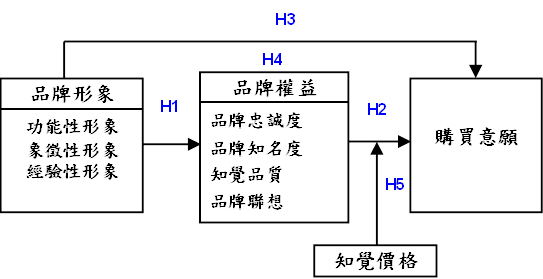 H3
H4
品牌形象
功能性形象
象徵性形象
經驗性形象
H1
品牌權益
品牌忠誠度
品牌知名度
知覺品質
品牌聯想
H2
購買意願
H5
知覺價格